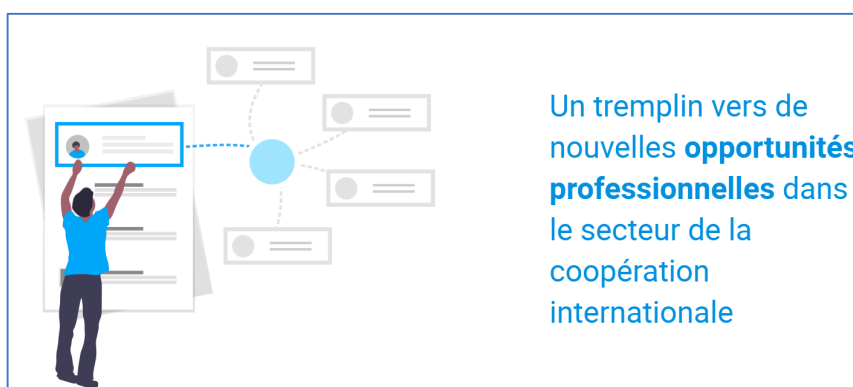 Un tremplin vers de
nouvelles opportunités
professionnelles dans
le secteur de la
coopération
internationale